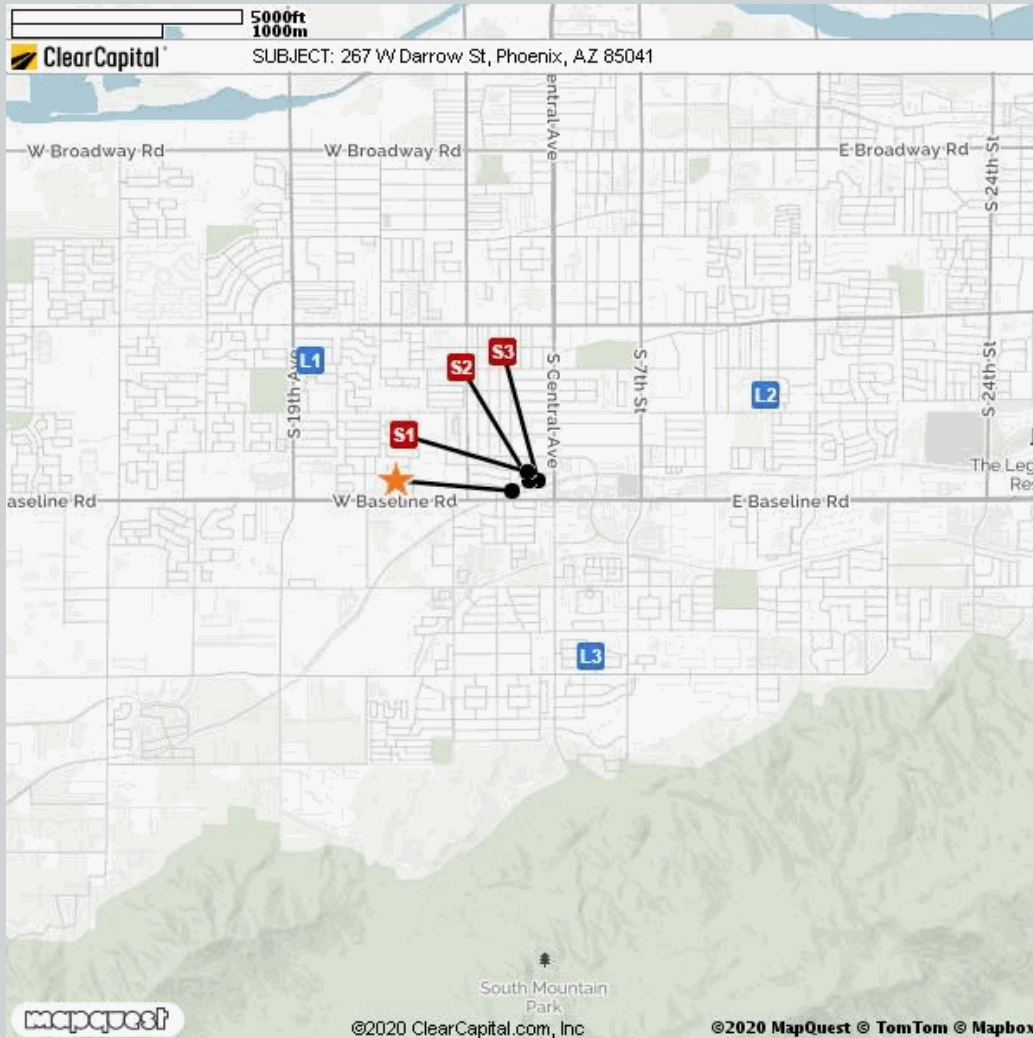 5000ft
1000m
ClearCapital
SUBJECT: 267 W Darrow St, Phoenix, AZ 85041
entral Ave
W Broadway Rd
W Broadway Rd
E Broadway Rd
S 24th St
S 19th Ave
L1
S2
S3
S Central Ave
S 7th St
S 24th St
L2
S1
The Leg
Res
aseline Rd
W Baseline Rd
E Baseline Rd
L3
South Mountain
Park
mapquest
©2020 ClearCapital.com, Inc
©2020 MapQuest © TomTom © Mapbox